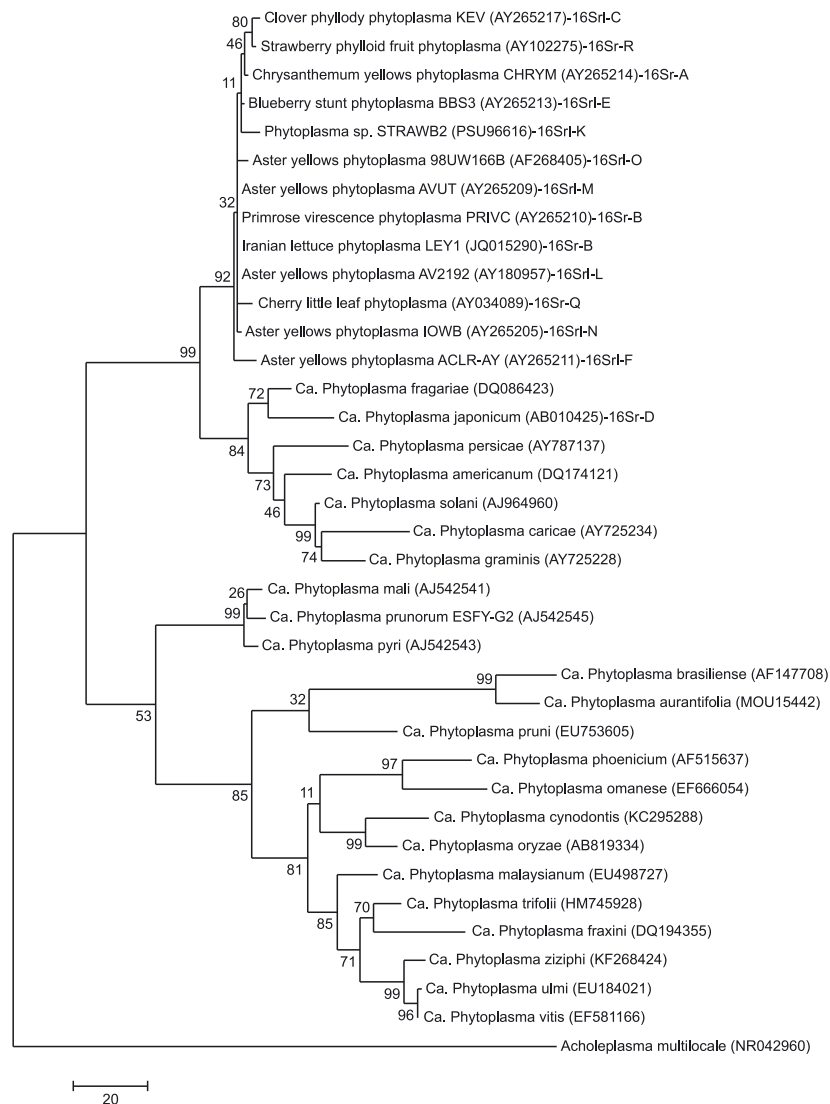 80
Clover phyllody phytoplasma KEV (AY265217)-16SrI-C
46
Strawberry phylloid fruit phytoplasma (AY102275)-16Sr-R
Chrysanthemum yellows phytoplasma CHRYM (AY265214)-16Sr-A
11
Blueberry stunt phytoplasma BBS3 (AY265213)-16SrI-E
Phytoplasma sp. STRAWB2 (PSU96616)-16SrI-K
Aster yellows phytoplasma 98UW166B (AF268405)-16SrI-O
Aster yellows phytoplasma AVUT (AY265209)-16SrI-M
32
Primrose virescence phytoplasma PRIVC (AY265210)-16Sr-B
Iranian lettuce phytoplasma LEY1 (JQ015290)-16Sr-B
92
Aster yellows phytoplasma AV2192 (AY180957)-16SrI-L
Cherry little leaf phytoplasma (AY034089)-16Sr-Q
Aster yellows phytoplasma IOWB (AY265205)-16SrI-N
99
Aster yellows phytoplasma ACLR-AY (AY265211)-16SrI-F
72
Ca. Phytoplasma fragariae (DQ086423)
Ca. Phytoplasma japonicum (AB010425)-16Sr-D
84
Ca. Phytoplasma persicae (AY787137)
73
Ca. Phytoplasma americanum (DQ174121)
46
Ca. Phytoplasma solani (AJ964960)
99
Ca. Phytoplasma caricae (AY725234)
74
Ca. Phytoplasma graminis (AY725228)
26
Ca. Phytoplasma mali (AJ542541)
99
Ca. Phytoplasma prunorum ESFY-G2 (AJ542545)
Ca. Phytoplasma pyri (AJ542543)
99
Ca. Phytoplasma brasiliense (AF147708)
32
Ca. Phytoplasma aurantifolia (MOU15442)
53
Ca. Phytoplasma pruni (EU753605)
97
Ca. Phytoplasma phoenicium (AF515637)
85
11
Ca. Phytoplasma omanese (EF666054)
Ca. Phytoplasma cynodontis (KC295288)
99
Ca. Phytoplasma oryzae (AB819334)
81
Ca. Phytoplasma malaysianum (EU498727)
70
Ca. Phytoplasma trifolii (HM745928)
85
Ca. Phytoplasma fraxini (DQ194355)
71
Ca. Phytoplasma ziziphi (KF268424)
99
Ca. Phytoplasma ulmi (EU184021)
96
Ca. Phytoplasma vitis (EF581166)
Acholeplasma multilocale (NR042960)
20